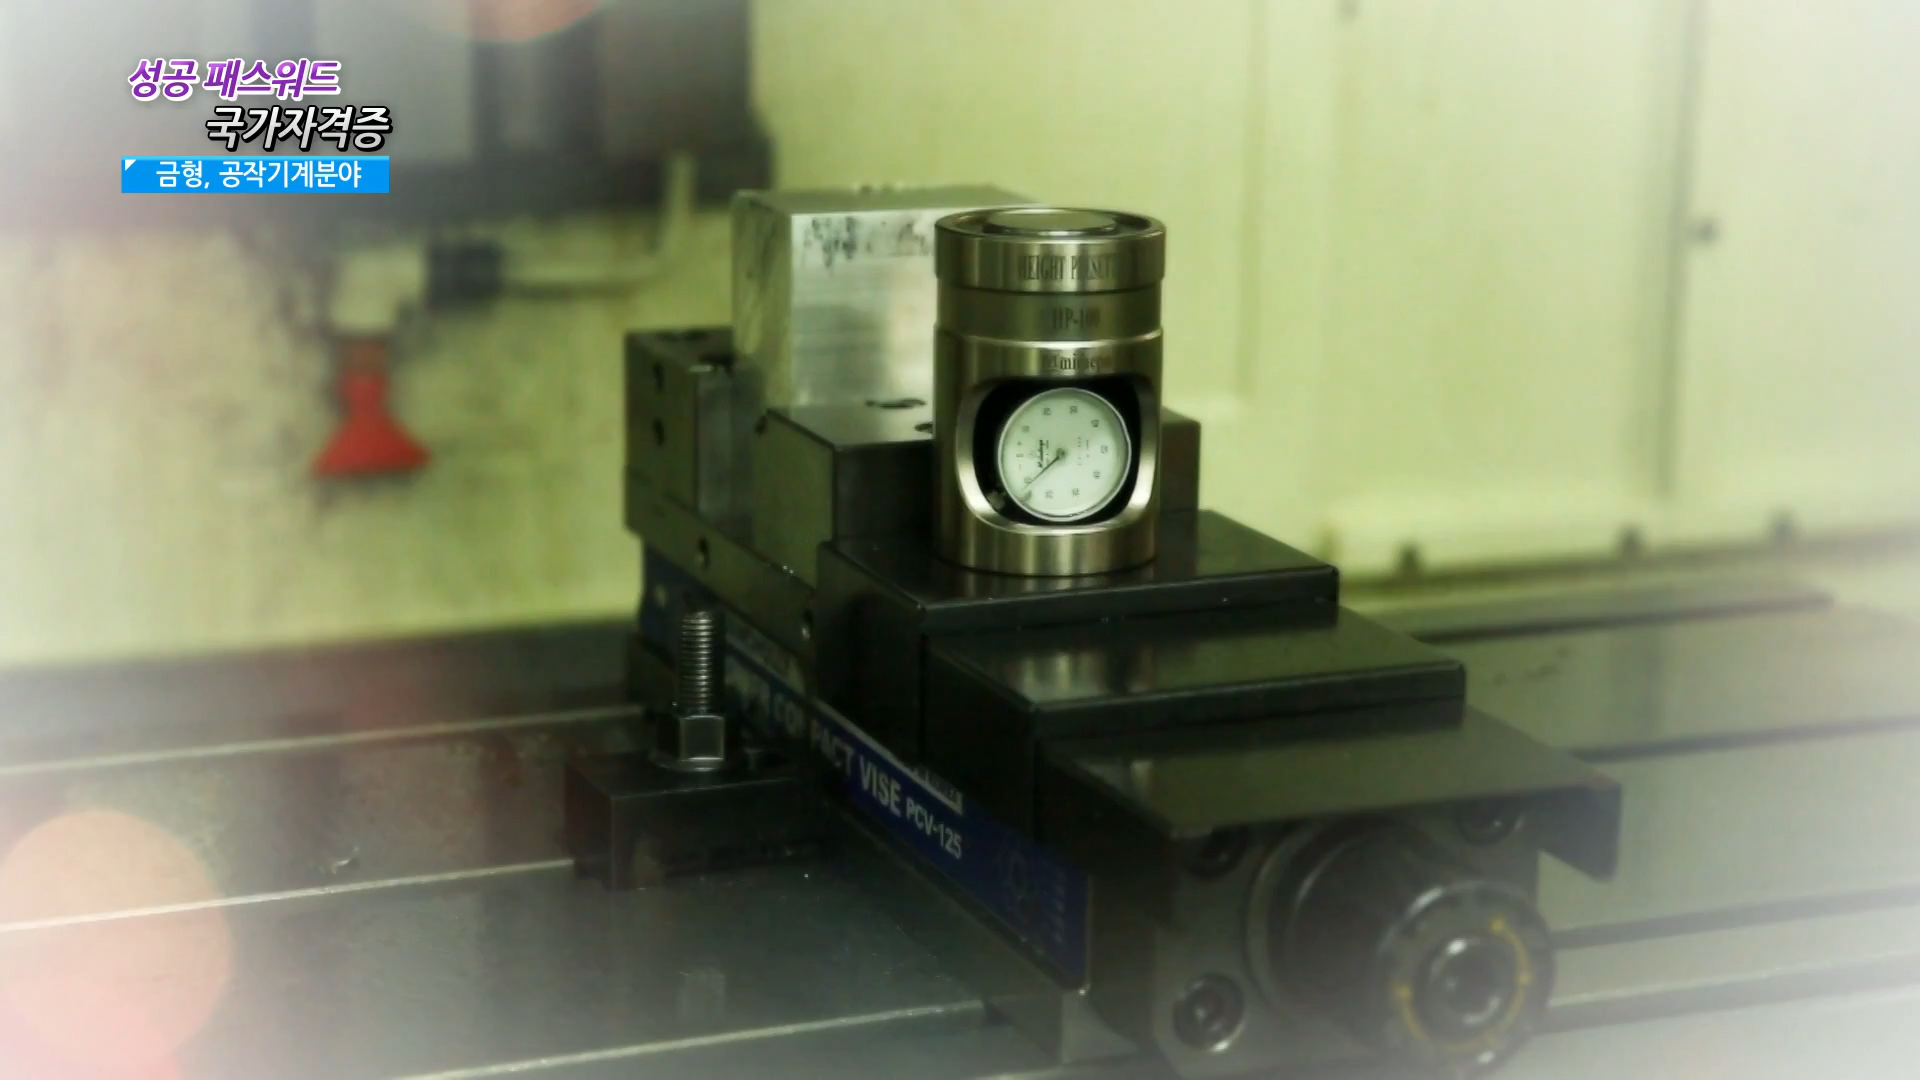 성공 패스워드
국가자격증
금형, 공작기계분야
HEIGHT PRESET
HP-100
VISE PCV-125